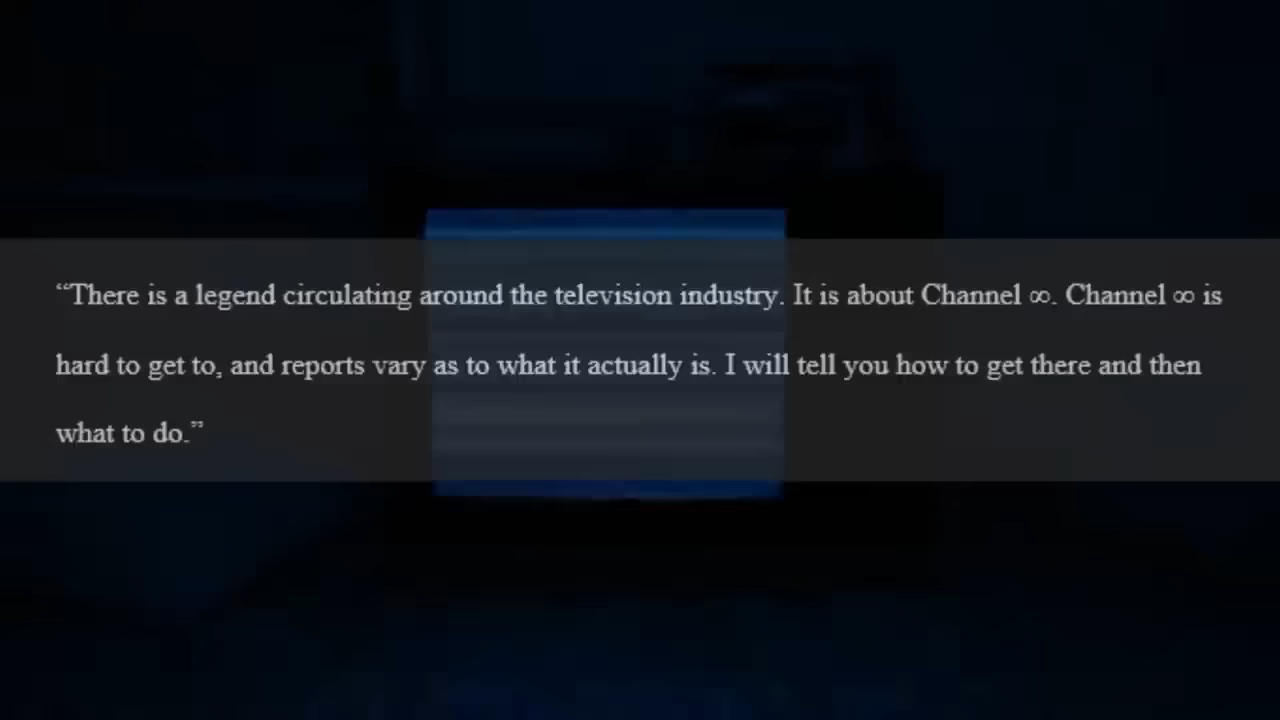 “There is a legend circulating around the television industry. It is about Channel ∞. Channel ∞ is
hard to get to, and reports vary as to what it actually is. I will tell you how to get there and then
what to do.”